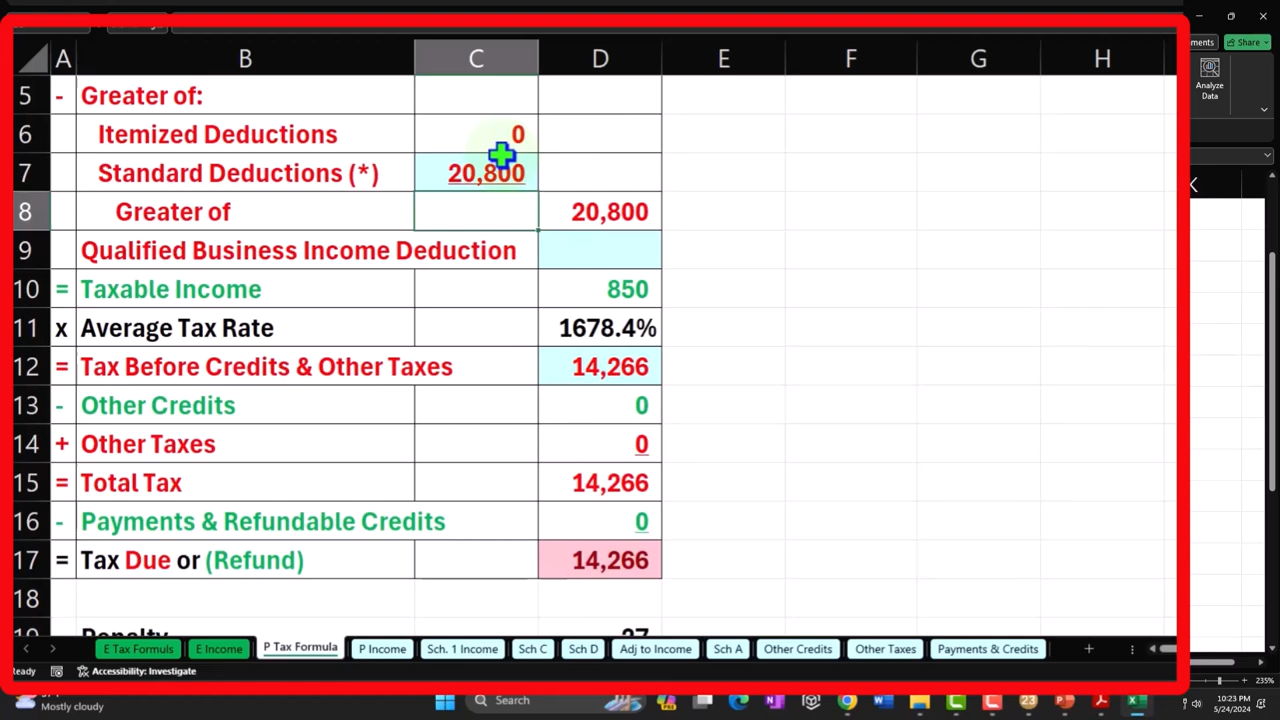 ments
Share
Analyze
Data
A B C D E F G H
K
5 - Greater of:
6 Itemized Deductions 0
7 Standard Deductions (*) 20,800
8 Greater of 20,800
9 Qualified Business Income Deduction
10 = Taxable Income 850
11 x Average Tax Rate 1678.4%
12 = Tax Before Credits & Other Taxes 14,266
13 - Other Credits 0
14 + Other Taxes 0
15 = Total Tax 14,266
16 - Payments & Refundable Credits 0
17 = Tax Due or (Refund) 14,266
18
E Tax Formuls E Income P Tax Formula P Income Sch. 1 Income Sch C Sch D Adj to Income Sch A Other Credits Other Taxes Payments & Credits
Ready Accessibility: Investigate
235%
Mostly cloudy
Search
10:23 PM
5/24/2024